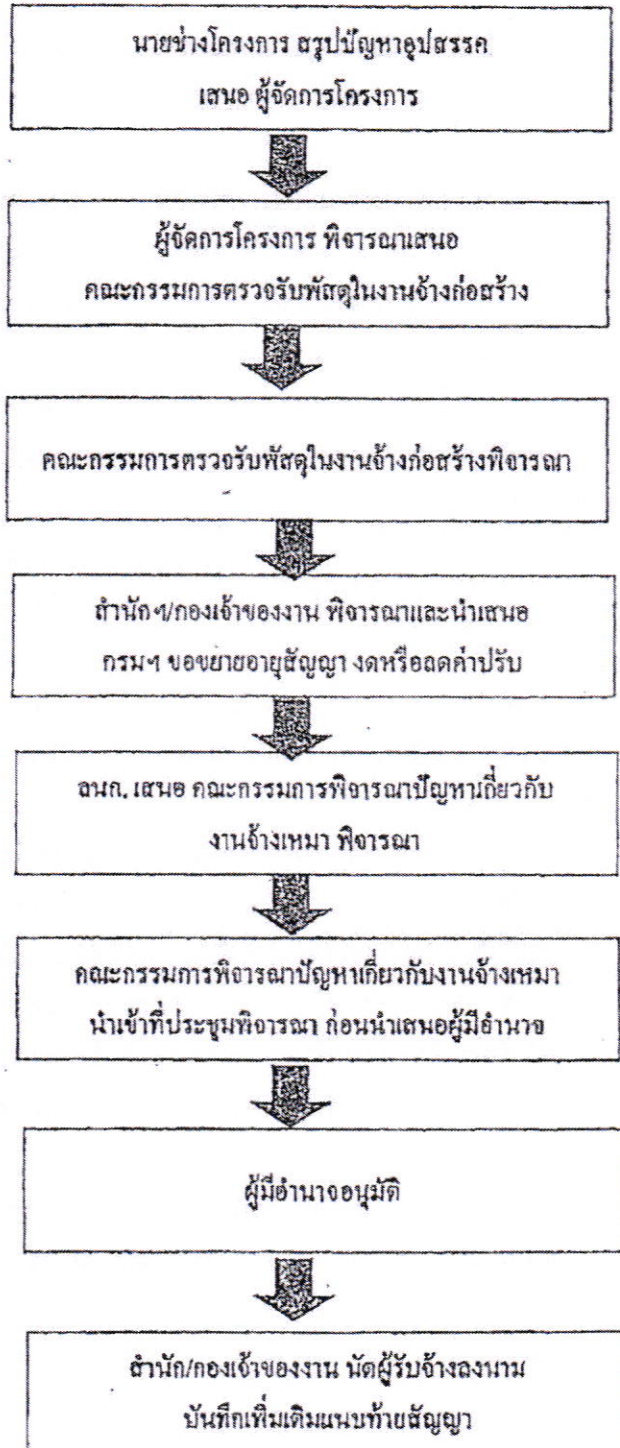 นายช่างโครงการ สรุปปัญหาอุปสรรค
เสนอ ผู้จัดการโครงการ
ผู้จัดการโครงการ พิจารณาเสนอ
คณะกรรมการตรวจรับพัสดุในงานจ้างก่อสร้าง
คณะกรรมการตรวจรับพัสดุในงานจ้างก่อสร้างพิจารณา
สำนักฯ/กองเจ้าของงาน พิจารณาและนำเสนอ
กรมฯ ขอขยายอายุสัญญา งดหรือลดค่าปรับ
ลนก. เสนอ คณะกรรมการพิจารณาปัญหาเกี่ยวกับ
งานจ้างเหมา พิจารณา
คณะกรรมการพิจารณาปัญหาเกี่ยวกับงานจ้างเหมา
นำเข้าที่ประชุมพิจารณา ก่อนนำเสนอผู้มีอำนาจ
ผู้มีอำนาจอนุมัติ
สำนัก/กองเจ้าของงาน นัดผู้รับจ้างลงนาม
บันทึกเพิ่มเติมแนบท้ายสัญญา